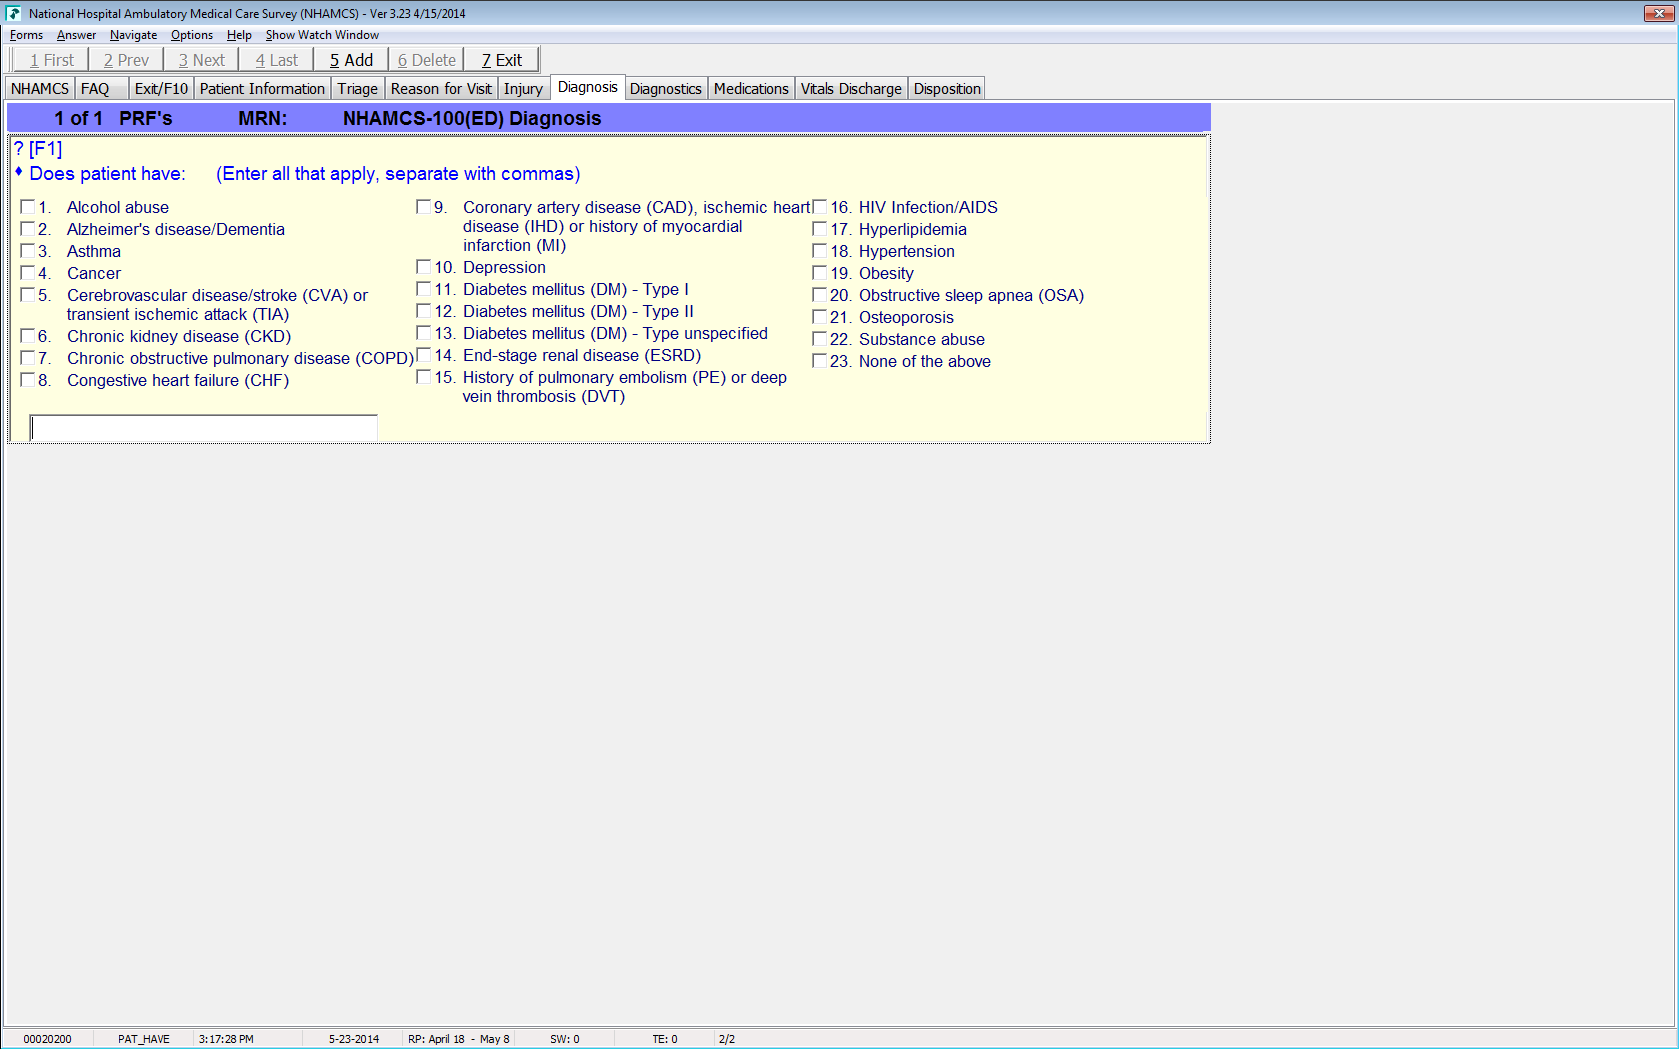 National Hospital Ambulatory Medical Care Survey (NHAMCS) - Ver 3.23 4/15/2014
Forms Answer Navigate Options Help Show Watch Window
1 First 2 Prev 3 Next 4 Last 5 Add 6 Delete 7 Exit
NHAMCS FAQ Exit/F10 Patient Information Triage Reason for Visit Injury Diagnosis Diagnostics Medications Vitals Discharge Disposition
1 of 1 PRF's MRN: NHAMCS-100(ED) Diagnosis
? [F1]
♦ Does patient have: (Enter all that apply, separate with commas)
1. Alcohol abuse
2. Alzheimer's disease/Dementia
3. Asthma
4. Cancer
5. Cerebrovascular disease/stroke (CVA) or
transient ischemic attack (TIA)
6. Chronic kidney disease (CKD)
7. Chronic obstructive pulmonary disease (COPD)
8. Congestive heart failure (CHF)
9. Coronary artery disease (CAD), ischemic heart
disease (IHD) or history of myocardial
infarction (MI)
10. Depression
11. Diabetes mellitus (DM) - Type I
12. Diabetes mellitus (DM) - Type II
13. Diabetes mellitus (DM) - Type unspecified
14. End-stage renal disease (ESRD)
15. History of pulmonary embolism (PE) or deep
vein thrombosis (DVT)
16. HIV Infection/AIDS
17. Hyperlipidemia
18. Hypertension
19. Obesity
20. Obstructive sleep apnea (OSA)
21. Osteoporosis
22. Substance abuse
23. None of the above
00020200 PAT_HAVE 3:17:28 PM 5-23-2014 RP: April 18 - May 8 SW: 0 TE: 0 2/2